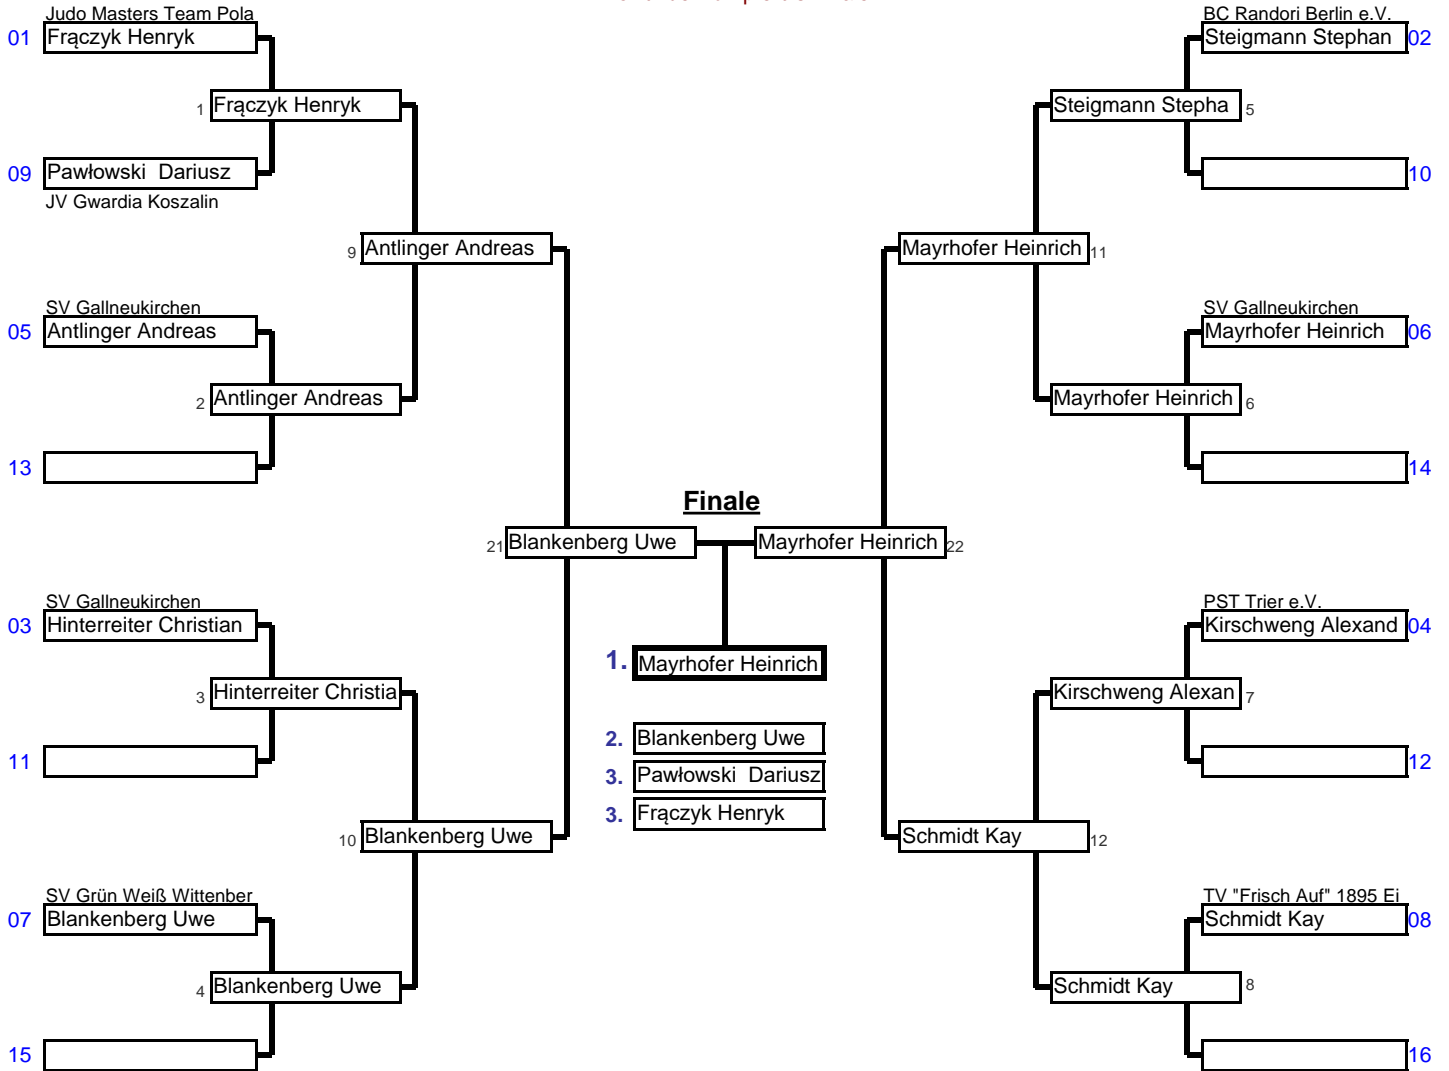 Judo Masters Team Pola
01 Frączyk Henryk
1 Frączyk Henryk
09 Pawłowski Dariusz
JV Gwardia Koszalin
9 Antlinger Andreas
SV Gallneukirchen
05 Antlinger Andreas
2 Antlinger Andreas
13
21 Blankenberg Uwe
SV Gallneukirchen
03 Hinterreiter Christian
3 Hinterreiter Christia
11
10 Blankenberg Uwe
SV Grün Weiß Wittenber
07 Blankenberg Uwe
4 Blankenberg Uwe
15
Finale
1. Mayrhofer Heinrich
2. Blankenberg Uwe
3. Pawłowski Dariusz
3. Frączyk Henryk
BC Randori Berlin e.V.
Steigmann Stephan 02
Steigmann Stepha 5
10
Mayrhofer Heinrich 11
SV Gallneukirchen
Mayrhofer Heinrich 06
Mayrhofer Heinrich 6
14
Mayrhofer Heinrich 22
PST Trier e.V.
Kirschweng Alexand 04
Kirschweng Alexan 7
12
Schmidt Kay 12
TV "Frisch Auf" 1895 Ei
Schmidt Kay 08
Schmidt Kay 8
16